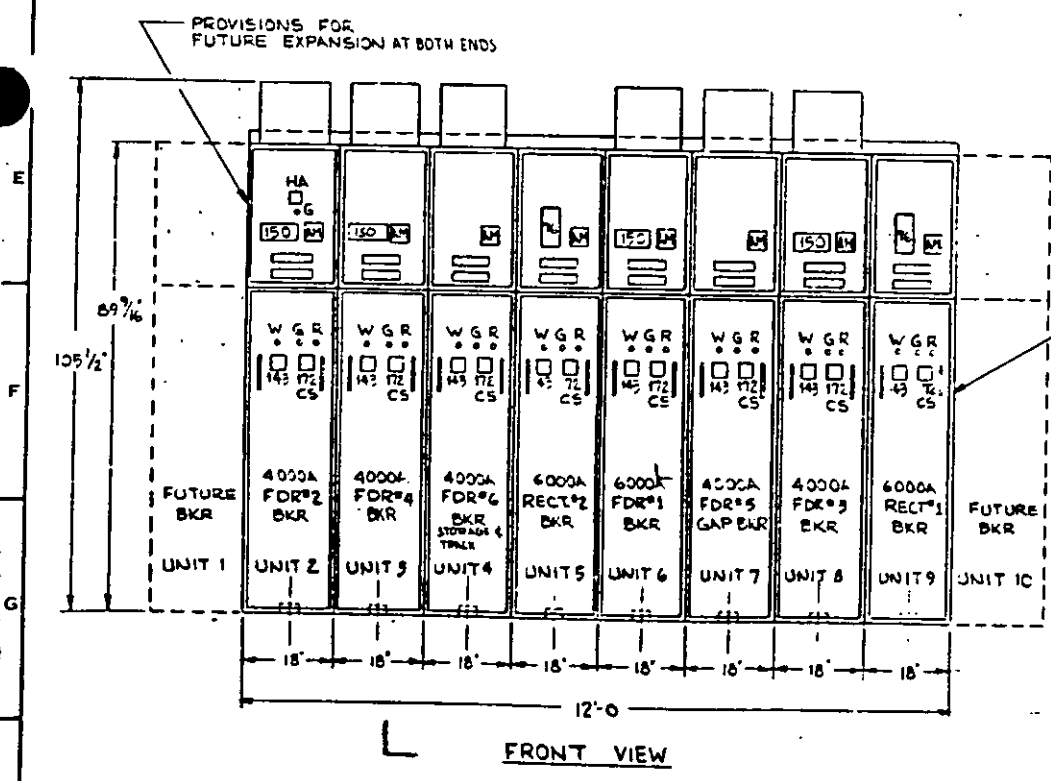 PROVISIONS FOR
FUTURE EXPANSION AT BOTH ENDS
E
F
G
89 9/16"
105 1/2"
HA
G
150 AM
150 AM
AM
AM
150 AM
AM
150 AM
AM
W G R
143 172
CS
W G R
143 172
CS
W G R
143 172
CS
W G R
43 72
CS
W G R
143 172
CS
W G R
143 172
CS
W G R
143 172
CS
W G R
43
CS
FUTURE
BKR
UNIT 1
4000A
FDR#2
BKR
UNIT 2
4000A
FDR#4
BKR
UNIT 3
4000A
FDR#6
BKR
STORAGE &
TRACK
UNIT 4
6000A
RECT#2
BKR
UNIT 5
6000A
FDR#1
BKR
UNIT 6
4000A
FDR#5
GAP BKR
UNIT 7
4000A
FDR#3
BKR
UNIT 8
6000A
RECT#1
BKR
UNIT 9
FUTURE
BKR
UNIT 10
18" 18" 18" 18" 18" 18" 18" 18"
12'-0
FRONT VIEW